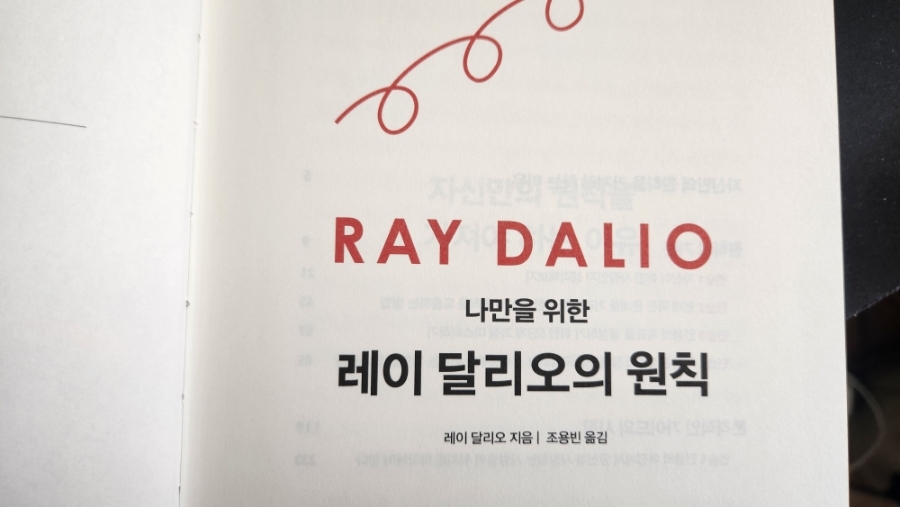 RAY DALIO
나만을 위한
레이 달리오의 원칙
레이 달리오 지음 | 조용빈 옮김